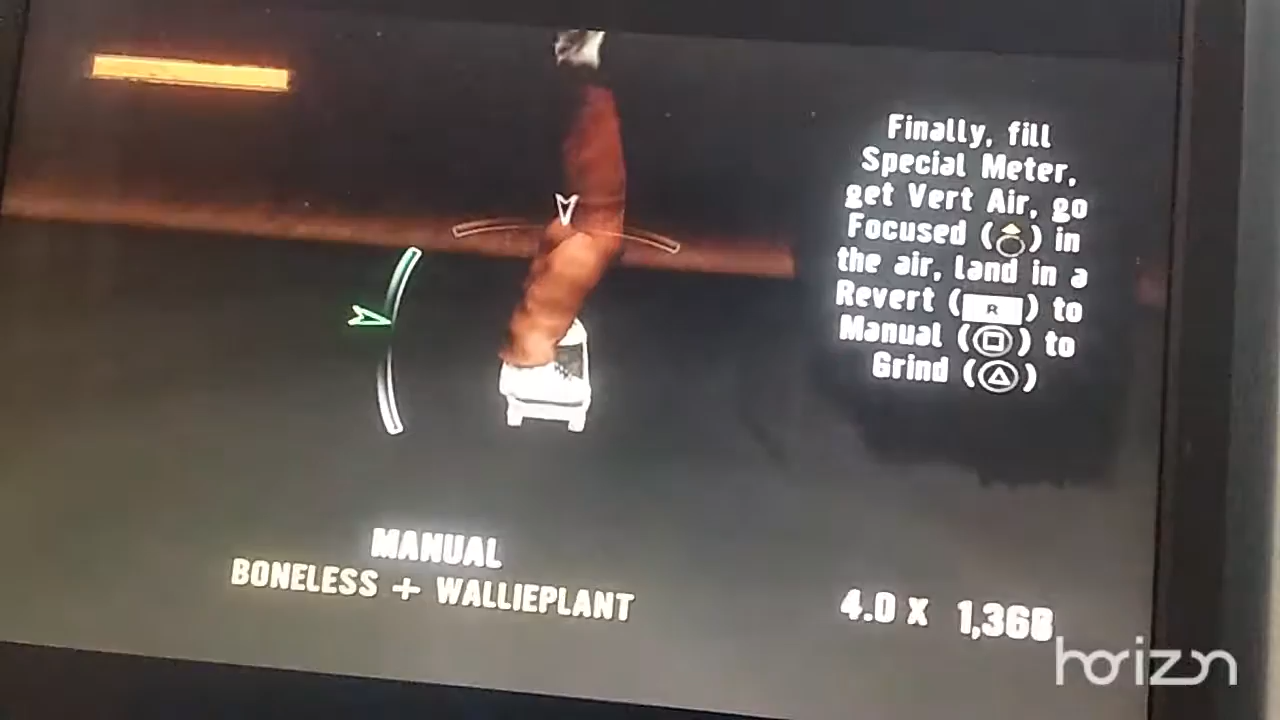 Finally, fill
Special Meter,
get Vert Air, go
Focused ( ) in
the air, land in a
Revert ( R ) to
Manual ( ) to
Grind ( )
MANUAL
BONELESS + WALLIEPLANT
4.0 X 1,368
horizon